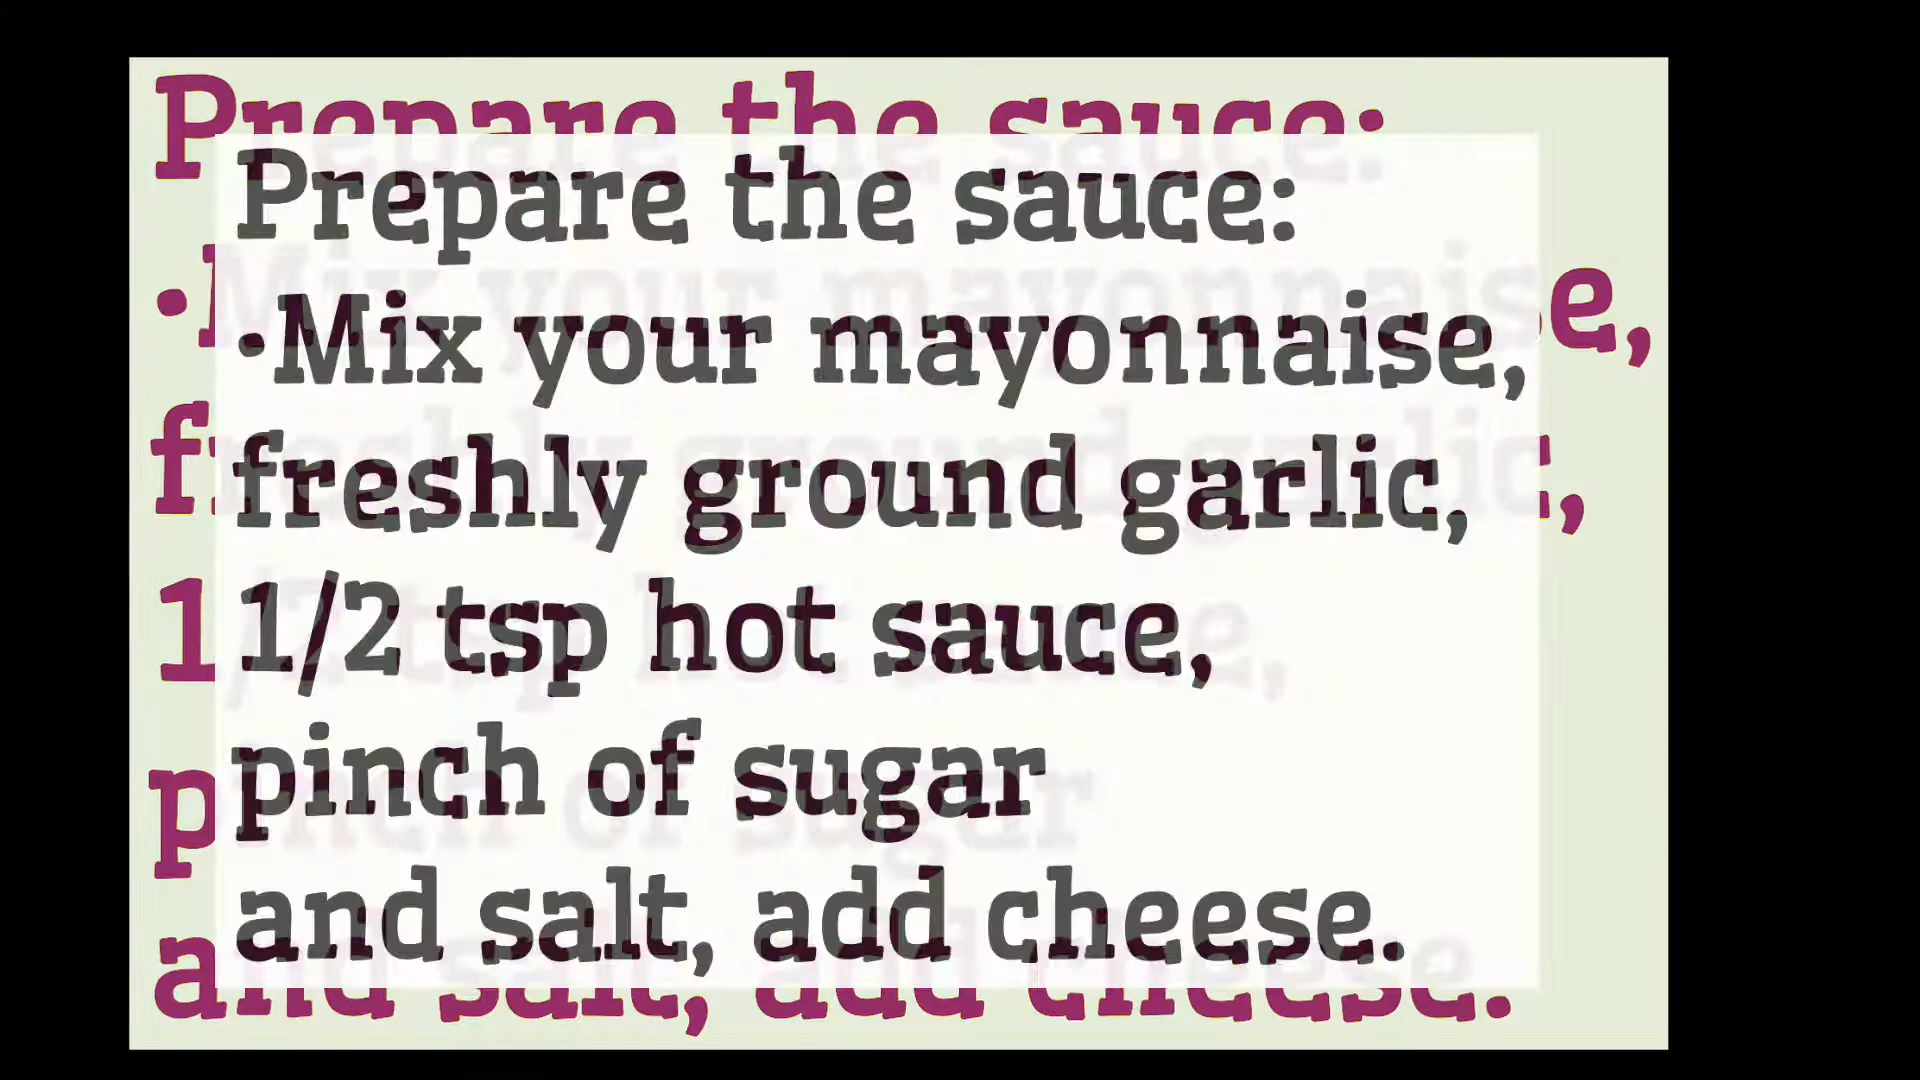 Prepare the sauce:
·Mix your mayonnaise,
freshly ground garlic,
1/2 tsp hot sauce,
pinch of sugar
and salt, add cheese.